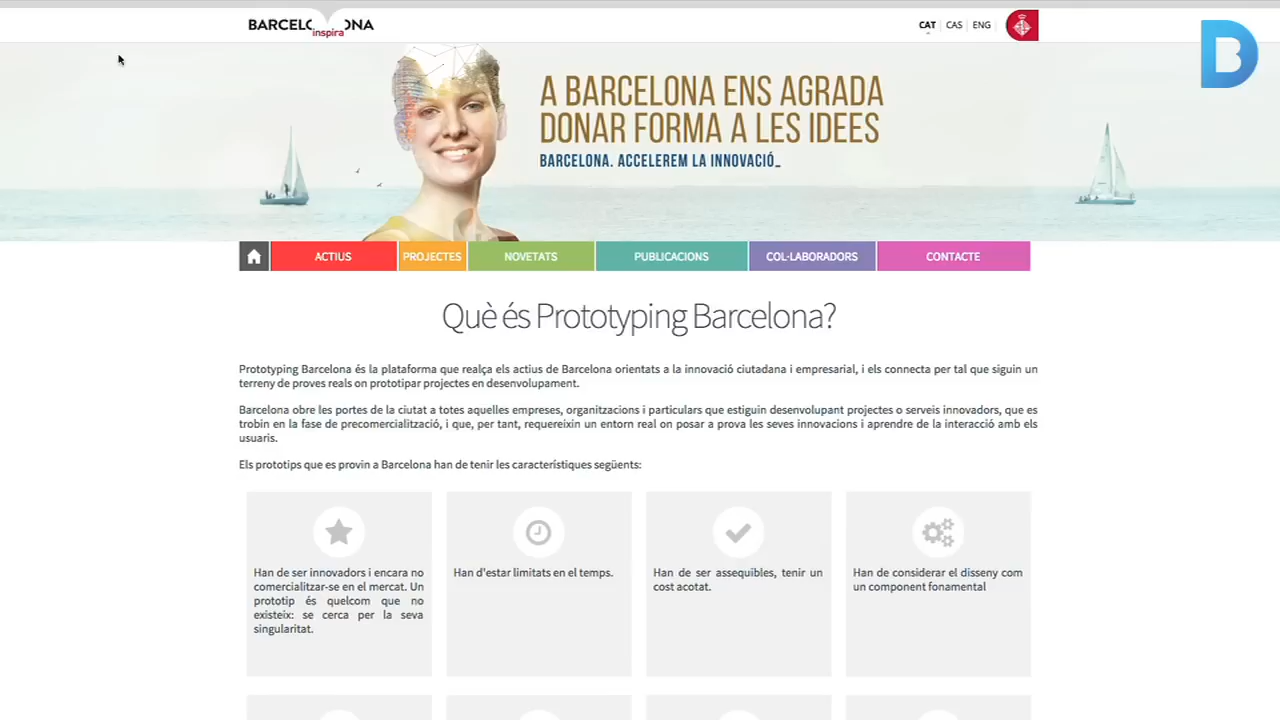 BARCELONA
inspira
CAT CAS ENG
B
A BARCELONA ENS AGRADA
DONAR FORMA A LES IDEES
BARCELONA. ACCELEREM LA INNOVACIÓ_
ACTIUS PROJECTES NOVETATS PUBLICACIONS COL·LABORADORS CONTACTE
Què és Prototyping Barcelona?
Prototyping Barcelona és la plataforma que realça els actius de Barcelona orientats a la innovació ciutadana i empresarial, i els connecta per tal que siguin un
terreny de proves reals on prototipar projectes en desenvolupament.
Barcelona obre les portes de la ciutat a totes aquelles empreses, organitzacions i particulars que estiguin desenvolupant projectes o serveis innovadors, que es
trobin en la fase de precomercialització, i que, per tant, requereixin un entorn real on posar a prova les seves innovacions i aprendre de la interacció amb els
usuaris.
Els prototips que es provin a Barcelona han de tenir les característiques següents:
Han de ser innovadors i encara no
comercialitzar-se en el mercat. Un
prototip és quelcom que no
existeix: se cerca per la seva
singularitat.
Han d'estar limitats en el temps.
Han de ser assequibles, tenir un
cost acotat.
Han de considerar el disseny com
un component fonamental